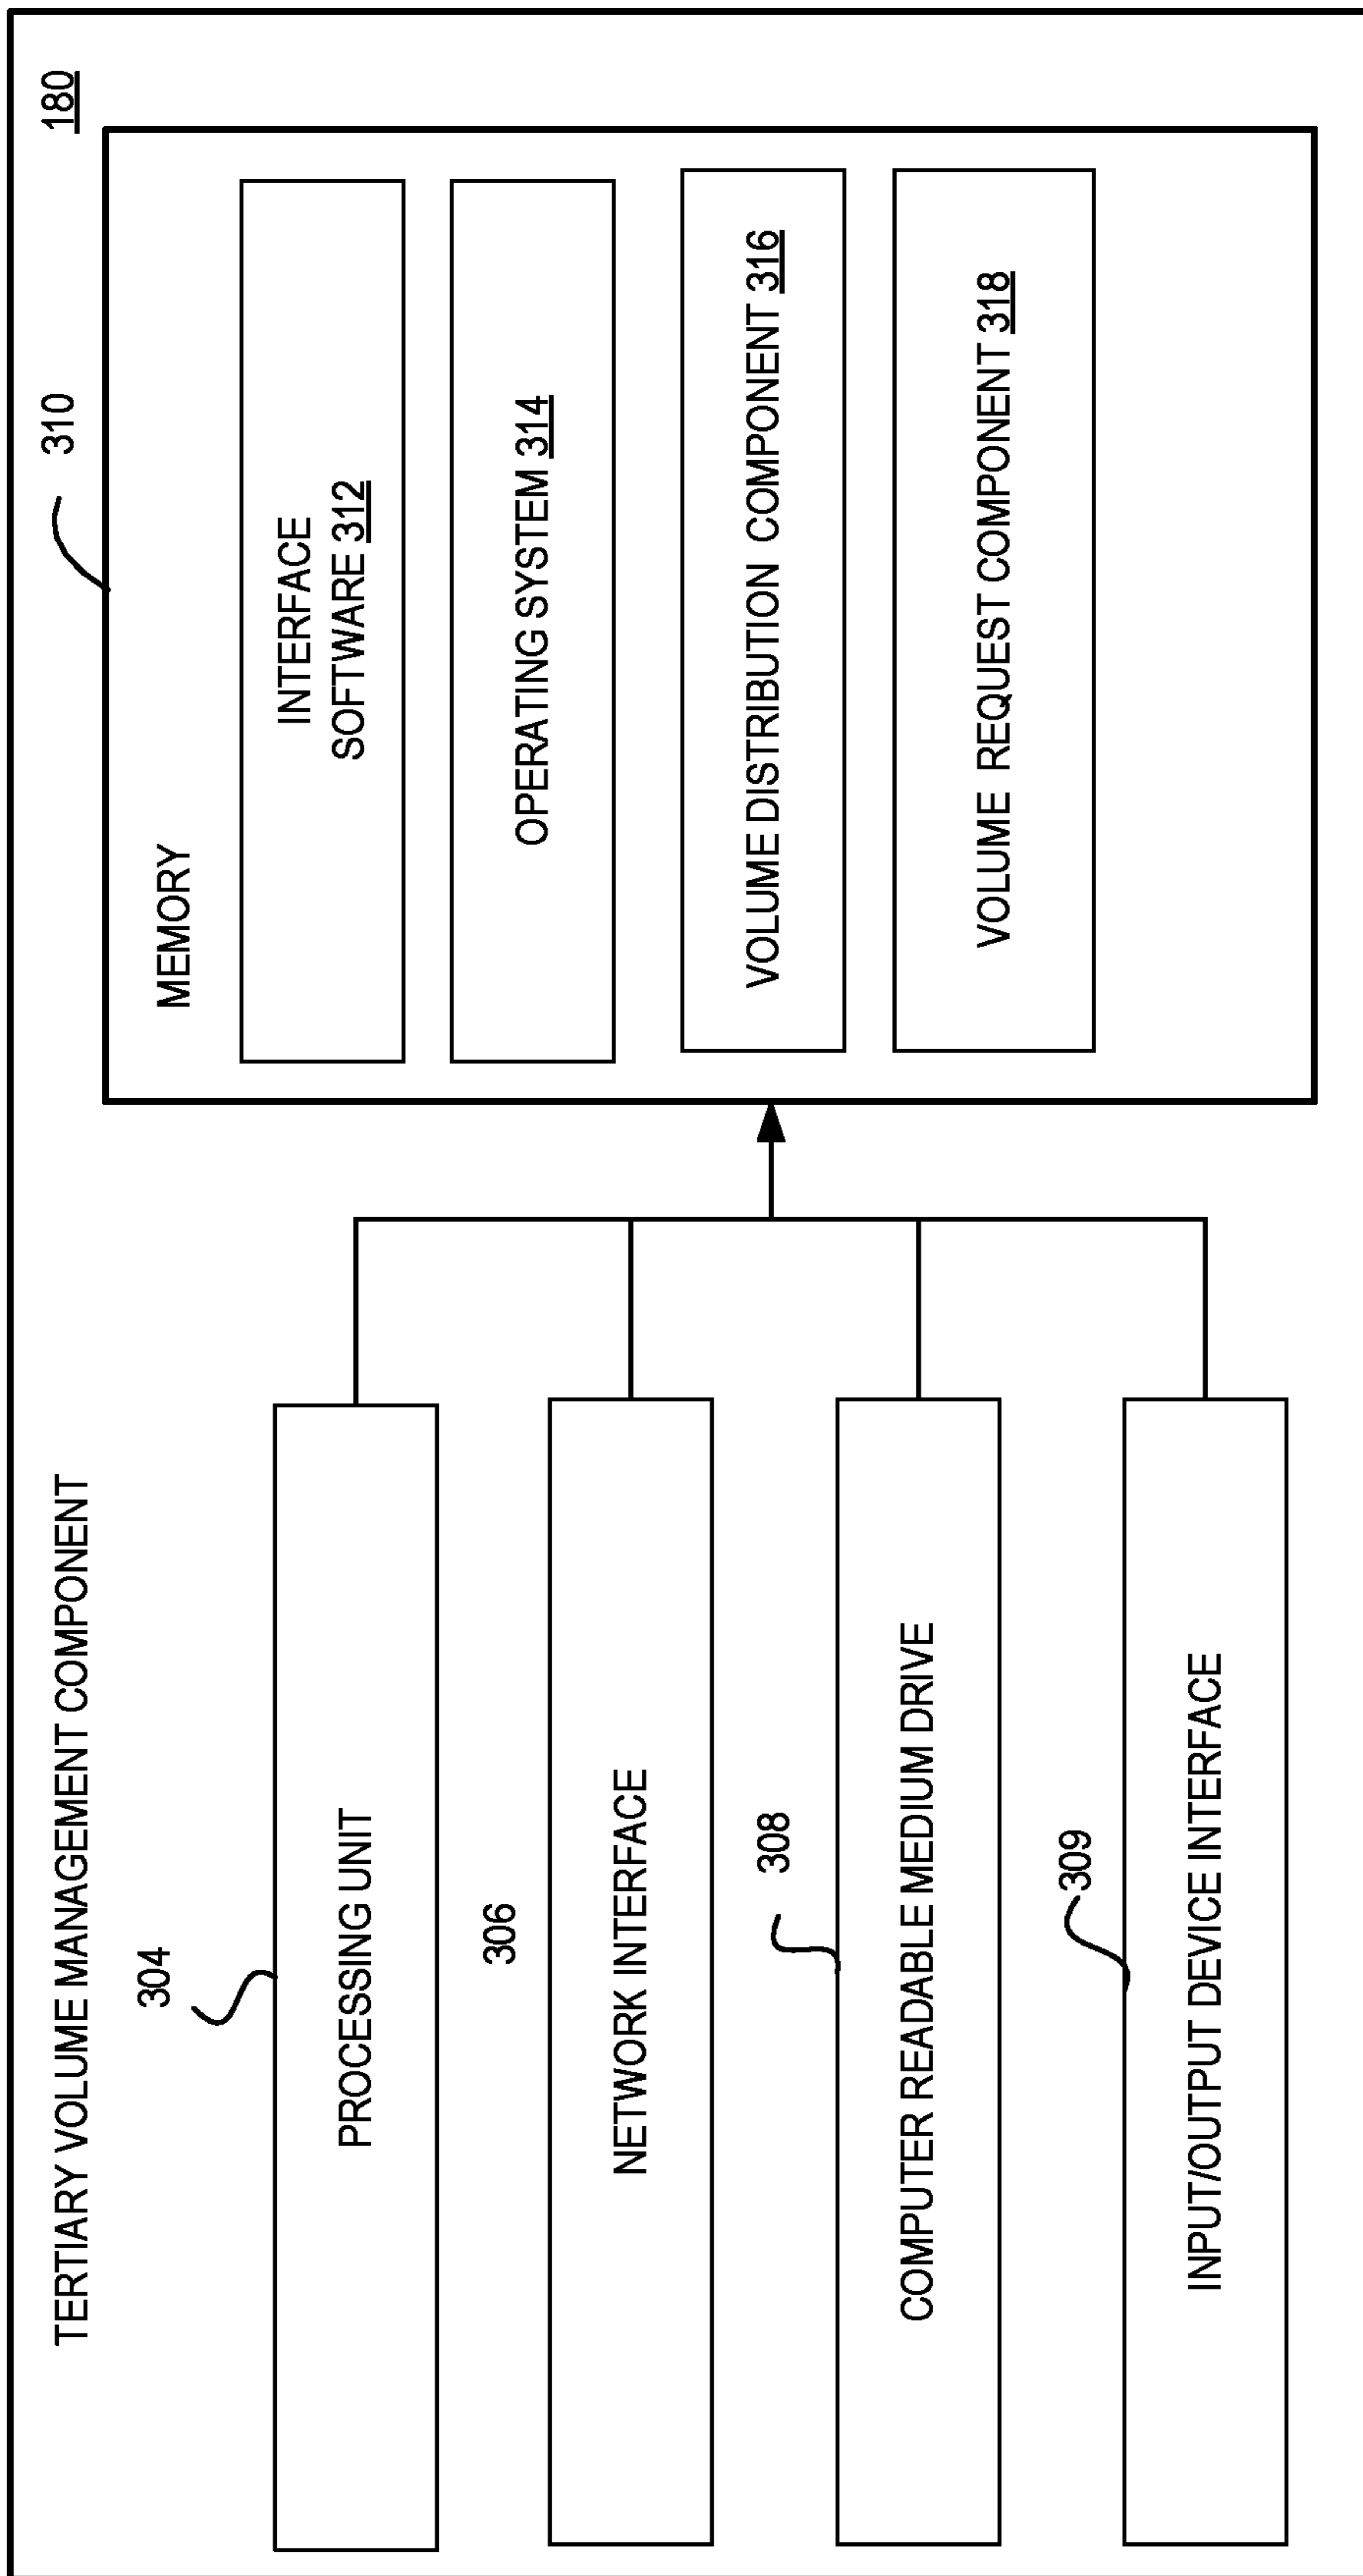 TERTIARY VOLUME MANAGEMENT COMPONENT
180
304
PROCESSING UNIT
306
NETWORK INTERFACE
308
COMPUTER READABLE MEDIUM DRIVE
309
INPUT/OUTPUT DEVICE INTERFACE
310
MEMORY
INTERFACE
SOFTWARE 312
OPERATING SYSTEM 314
VOLUME DISTRIBUTION COMPONENT 316
VOLUME REQUEST COMPONENT 318